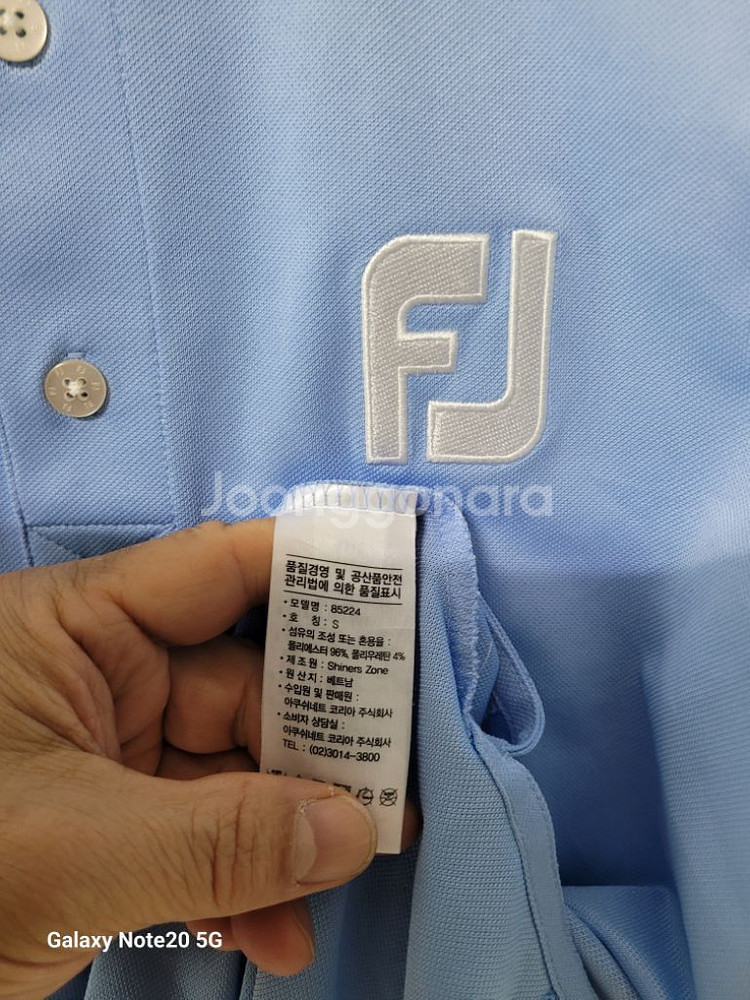 FJ
Joonggonara
품질경영 및 공산품안전
관리법에 의한 품질표시
• 모델명 : 85224
• 호 칭 : S
• 섬유의 조성 또는 혼용율 :
폴리에스터 96%, 폴리우레탄 4%
• 제조원 : Shiners Zone
• 원산지 : 베트남
• 수입원 및 판매원 :
아쿠쉬네트 코리아 주식회사
• 소비자 상담실 :
아쿠쉬네트 코리아 주식회사
TEL : (02)3014-3800
Galaxy Note20 5G